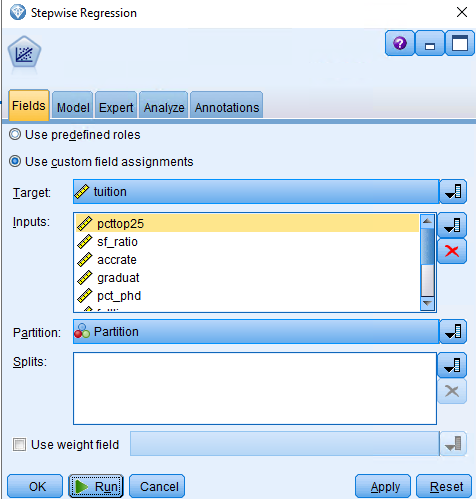 Stepwise Regression
Fields Model Expert Analyze Annotations
Use predefined roles
Use custom field assignments
Target: tuition
Inputs: pcttop25
sf_ratio
accrate
graduat
pct_phd
Partition: Partition
Splits:
Use weight field
OK Run Cancel Apply Reset